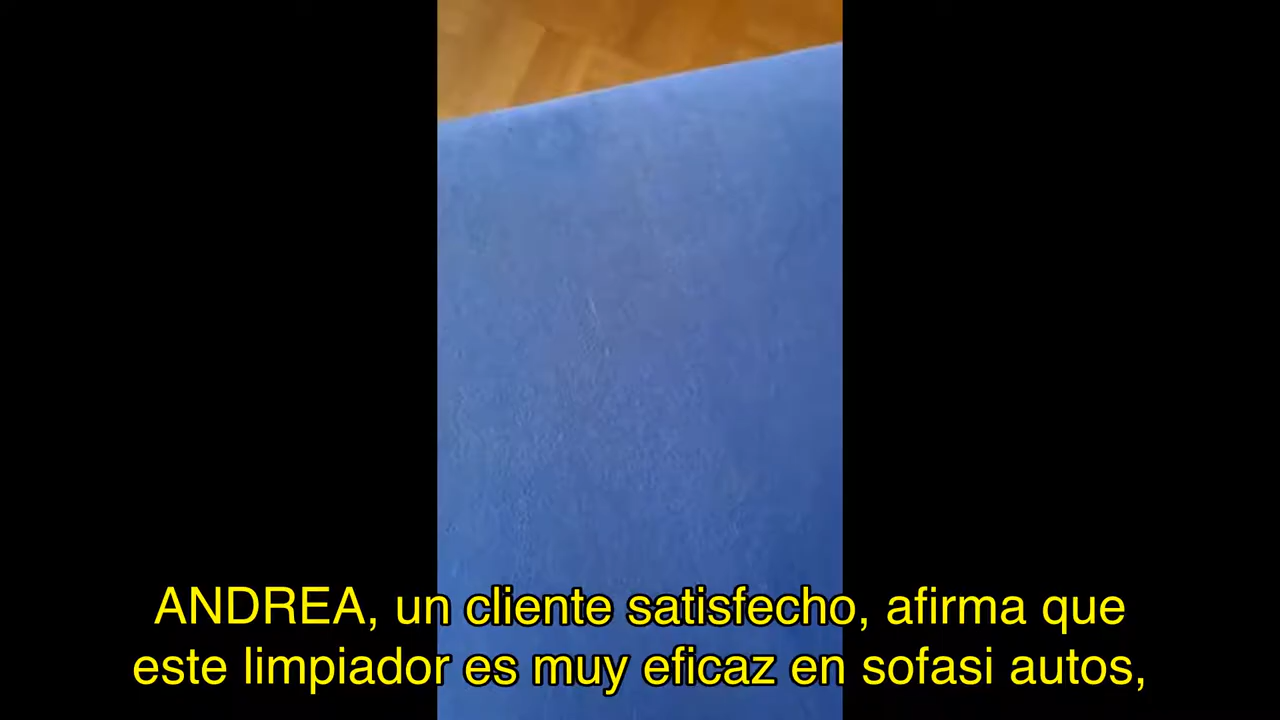 ANDREA, un cliente satisfecho, afirma que
este limpiador es muy eficaz en sofasi autos,